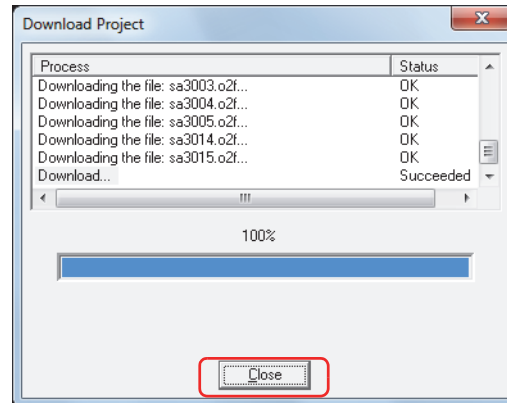 Download Project
Process Status
Downloading the file: sa3003.o2f... OK
Downloading the file: sa3004.o2f... OK
Downloading the file: sa3005.o2f... OK
Downloading the file: sa3014.o2f... OK
Downloading the file: sa3015.o2f... OK
Download... Succeeded
100%
Close